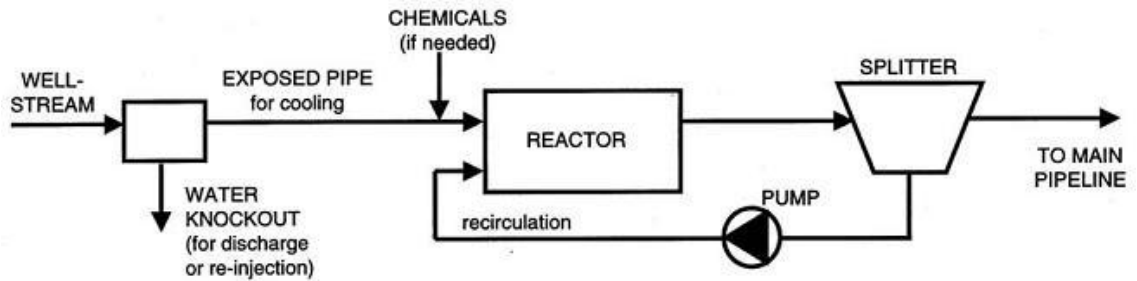 CHEMICALS
(if needed)
WELL-
STREAM
EXPOSED PIPE
for cooling
SPLITTER
REACTOR
TO MAIN
PIPELINE
WATER
KNOCKOUT
(for discharge
or re-injection)
recirculation
PUMP